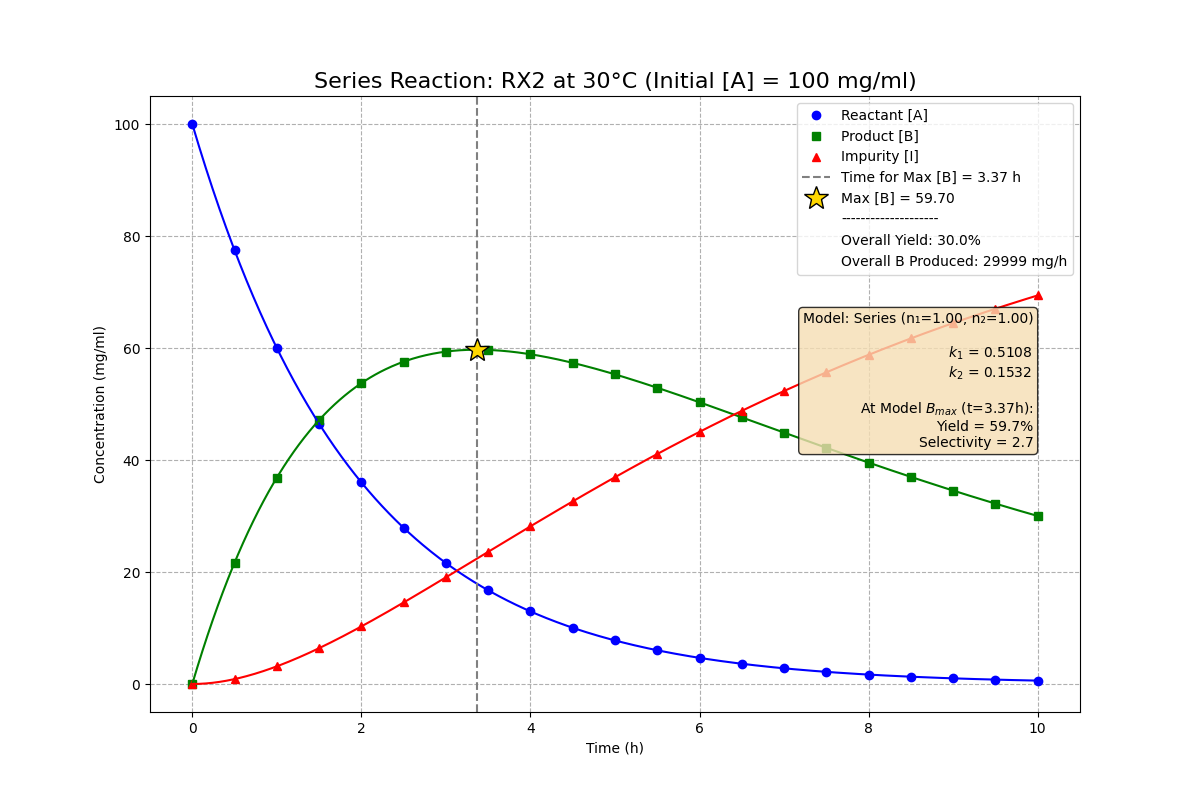 Series Reaction: RX2 at 30°C (Initial [A] = 100 mg/ml)
Reactant [A]
Product [B]
Impurity [I]
Time for Max [B] = 3.37 h
Max [B] = 59.70
--------------------
Overall Yield: 30.0%
Overall B Produced: 29999 mg/h
Model: Series (n₁=1.00, n₂=1.00)
k₁ = 0.5108
k₂ = 0.1532
At Model Bₘₐₓ (t=3.37h):
Yield = 59.7%
Selectivity = 2.7
Concentration (mg/ml)
100
80
60
40
20
0
0 2 4 6 8 10
Time (h)